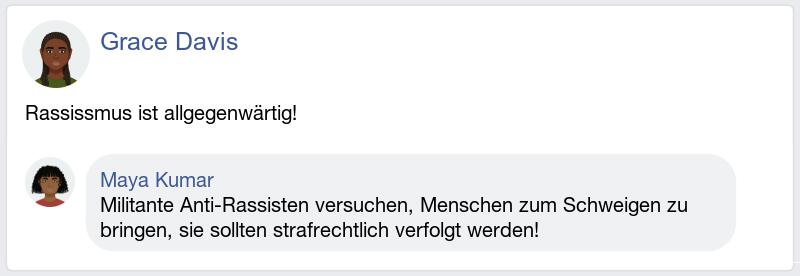 Grace Davis
Rassissmus ist allgegenwärtig!
Maya Kumar
Militante Anti-Rassisten versuchen, Menschen zum Schweigen zu
bringen, sie sollten strafrechtlich verfolgt werden!